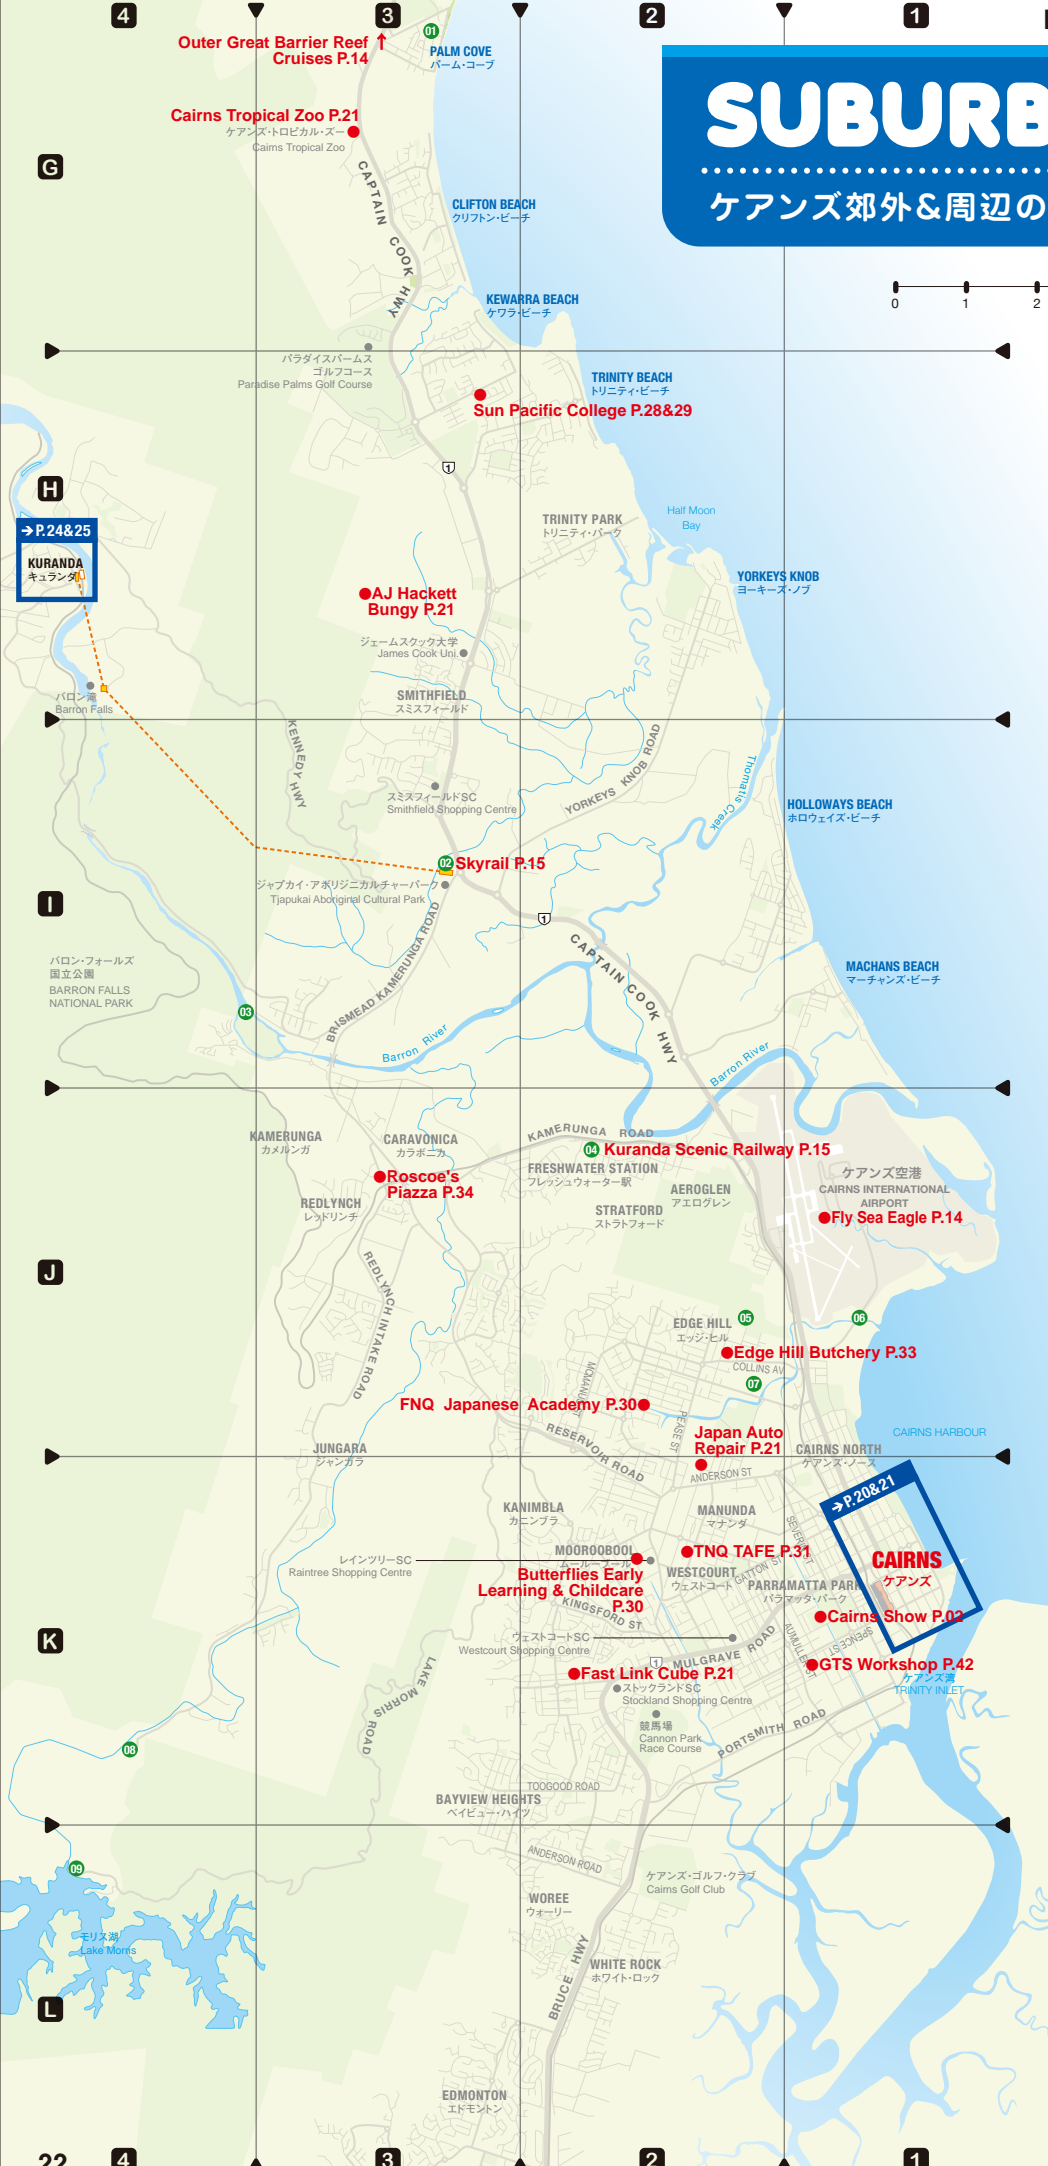 4
3
2
1
Outer Great Barrier Reef
Cruises P.14
01
PALM COVE
パーム・コーブ
SUBURB
ケアンズ郊外&周辺の
0
1
2
Cairns Tropical Zoo P.21
ケアンズ・トロピカル・ズー
Cairns Tropical Zoo
G
CAPTAIN COOK HWY
CLIFTON BEACH
クリフトン・ビーチ
KEWARRA BEACH
ケワラ・ビーチ
パラダイスパームス
ゴルフコース
Paradise Palms Golf Course
TRINITY BEACH
トリニティ・ビーチ
Sun Pacific College P.28&29
1
H
→P.24&25
KURANDA
キュランダ
TRINITY PARK
トリニティ・パーク
Half Moon
Bay
YORKEYS KNOB
ヨーキーズ・ノブ
AJ Hackett
Bungy P.21
ジェームスクック大学
James Cook Uni.
SMITHFIELD
スミスフィールド
バロン滝
Barron Falls
KENNEDY HWY
YORKEYS KNOB ROAD
Thomatis Creek
スミスフィールドSC
Smithfield Shopping Centre
HOLLOWAYS BEACH
ホロウェイズ・ビーチ
02
Skyrail P.15
ジャプカイ・アボリジニカルチャーパーク
Tjapukai Aboriginal Cultural Park
I
1
CAPTAIN COOK HWY
BRISMEAD KAMERUNGA ROAD
バロン・フォールズ
国立公園
BARRON FALLS
NATIONAL PARK
MACHANS BEACH
マーチャンズ・ビーチ
03
Barron River
Barron River
KAMERUNGA
カメルンガ
CARAVONICA
カラボニカ
KAMERUNGA ROAD
04
Kuranda Scenic Railway P.15
FRESHWATER STATION
フレッシュウォーター駅
Roscoe's
Piazza P.34
REDLYNCH
レッドリンチ
AEROGLEN
アエログレン
STRATFORD
ストラトフォード
ケアンズ空港
CAIRNS INTERNATIONAL
AIRPORT
Fly Sea Eagle P.14
J
REDLYNCH INTAKE ROAD
EDGE HILL
エッジ・ヒル
05
06
Edge Hill Butchery P.33
COLLINS AV
07
MCMANUS ST
FNQ Japanese Academy P.30
PEASE ST
Japan Auto
Repair P.21
CAIRNS HARBOUR
RESERVOIR ROAD
JUNGARA
ジャンガラ
CAIRNS NORTH
ケアンズ・ノース
ANDERSON ST
→P.20&21
KANIMBLA
カニンブラ
MANUNDA
マナンダ
SEVERIN ST
MOOROOBOOL
ムールーブール
TNQ TAFE P.31
CAIRNS
ケアンズ
レインツリーSC
Raintree Shopping Centre
Butterflies Early
Learning & Childcare
P.30
WESTCOURT
ウェストコート
GATTON ST
PARRAMATTA PARK
パラマッタ・パーク
Cairns Show P.02
KINGSFORD ST
K
ウェストコートSC
Westcourt Shopping Centre
AUMULLER ST
SPENCE ST
1
MULGRAVE ROAD
GTS Workshop P.42
ケアンズ湾
TRINITY INLET
Fast Link Cube P.21
ストックランドSC
Stockland Shopping Centre
LAKE MORRIS ROAD
競馬場
Cannon Park
Race Course
PORTSMITH ROAD
08
TOOGOOD ROAD
BAYVIEW HEIGHTS
ベイビュー・ハイツ
ANDERSON ROAD
09
ケアンズ・ゴルフ・クラブ
Cairns Golf Club
WOREE
ウォーリー
モリス湖
Lake Morris
WHITE ROCK
ホワイト・ロック
BRUCE HWY
L
EDMONTON
エドモントン
22
4
3
2
1